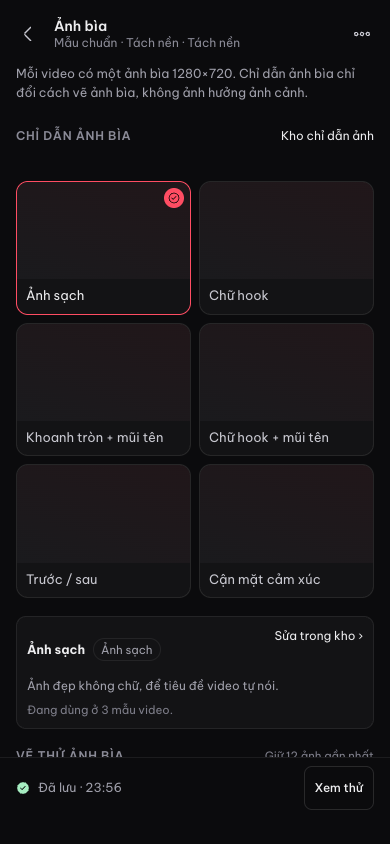 Ảnh bìa
Mẫu chuẩn · Tách nền · Tách nền
Mỗi video có một ảnh bìa 1280×720. Chỉ dẫn ảnh bìa chỉ
đổi cách vẽ ảnh bìa, không ảnh hưởng ảnh cảnh.
CHỈ DẪN ẢNH BÌA
Kho chỉ dẫn ảnh
Ảnh sạch
Chữ hook
Khoanh tròn + mũi tên
Chữ hook + mũi tên
Trước / sau
Cận mặt cảm xúc
Sửa trong kho ›
Ảnh sạch
Ảnh sạch
Ảnh đẹp không chữ, để tiêu đề video tự nói.
Đang dùng ở 3 mẫu video.
VẼ THỬ ẢNH BÌA
Giữ 12 ảnh gần nhất
Đã lưu · 23:56
Xem thử